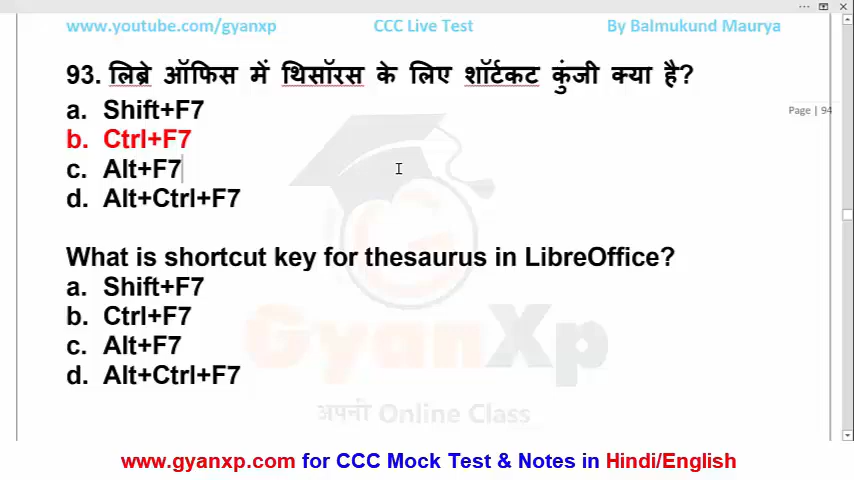 www.youtube.com/gyanxp CCC Live Test By Balmukund Maurya
93. लिब्रे ऑफिस में थिसॉरस के लिए शॉर्टकट कुंजी क्या है?
a. Shift+F7
Page | 94
b. Ctrl+F7
c. Alt+F7
d. Alt+Ctrl+F7
What is shortcut key for thesaurus in LibreOffice?
a. Shift+F7
b. Ctrl+F7
c. Alt+F7
d. Alt+Ctrl+F7
GyanXp
अपनी Online Class
www.gyanxp.com for CCC Mock Test & Notes in Hindi/English